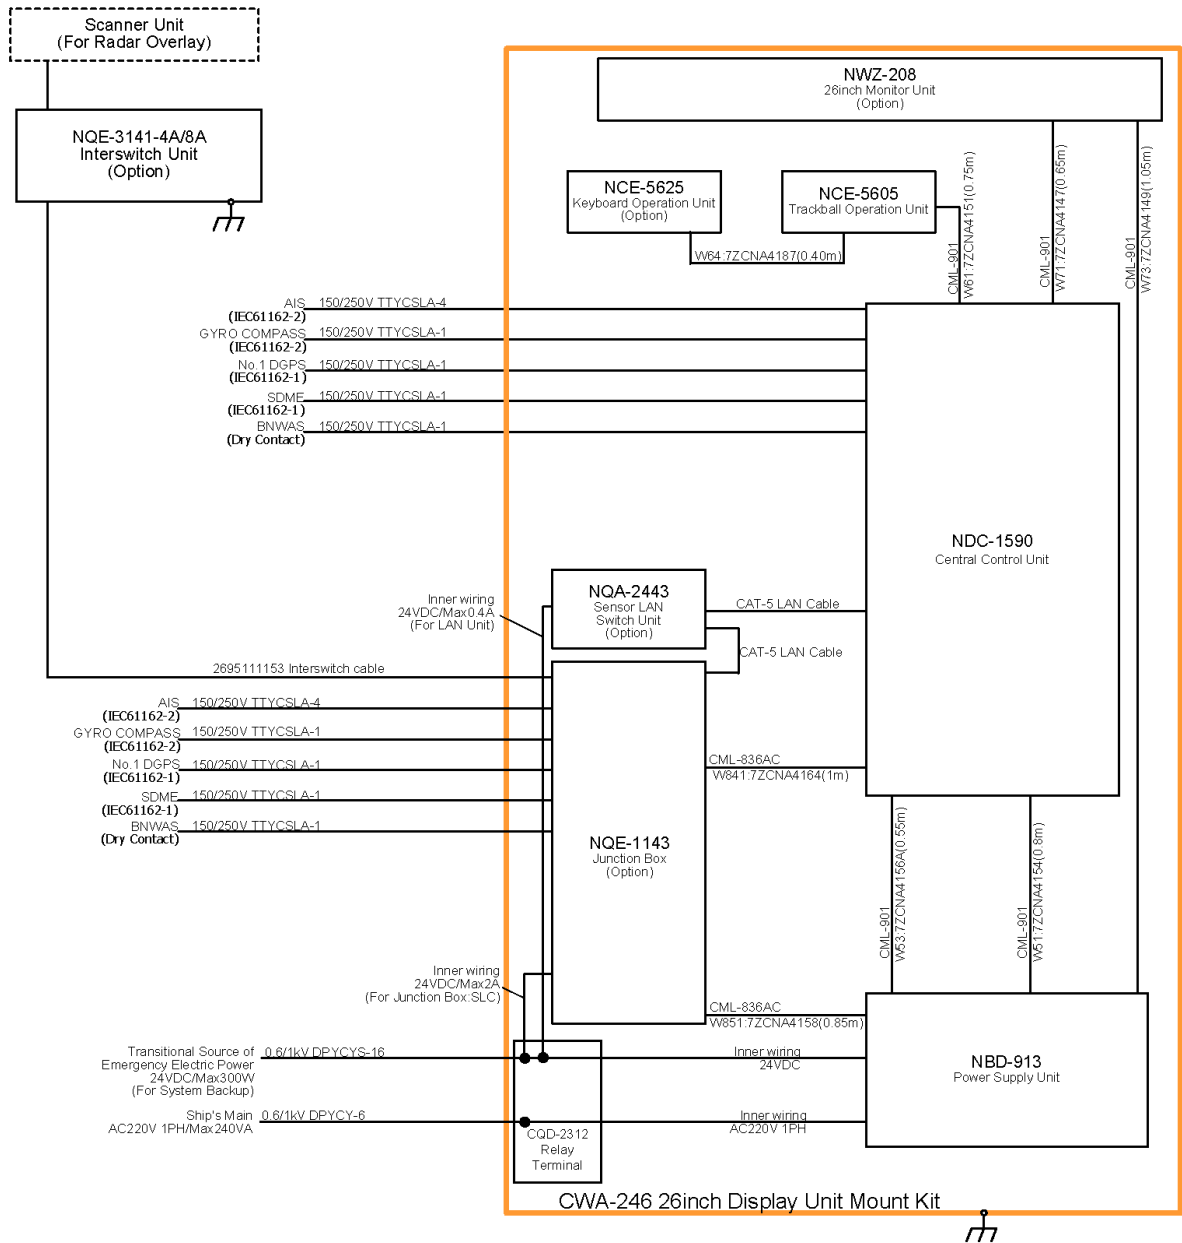 Scanner Unit
(For Radar Overlay)
NQE-3141-4A/8A
Interswitch Unit
(Option)
NWZ-208
26inch Monitor Unit
(Option)
NCE-5625
Keyboard Operation Unit
(Option)
NCE-5605
Trackball Operation Unit
W64:7ZCNA4187(0.40m)
CML-901
W61:7ZCNA4151(0.75m)
CML-901
W71:7ZCNA4147(0.65m)
CML-901
W73:7ZCNA4149(1.05m)
AIS 150/250V TTYCSLA-4
(IEC61162-2)
GYRO COMPASS 150/250V TTYCSLA-1
(IEC61162-2)
No.1 DGPS 150/250V TTYCSLA-1
(IEC61162-1)
SDME 150/250V TTYCSLA-1
(IEC61162-1)
BNWAS 150/250V TTYCSLA-1
(Dry Contact)
NDC-1590
Central Control Unit
NQA-2443
Sensor LAN
Switch Unit
(Option)
CAT-5 LAN Cable
CAT-5 LAN Cable
Inner wiring
24VDC/Max0.4A
(For LAN Unit)
2695111153 Interswitch cable
AIS 150/250V TTYCSLA-4
(IEC61162-2)
GYRO COMPASS 150/250V TTYCSLA-1
(IEC61162-2)
No.1 DGPS 150/250V TTYCSLA-1
(IEC61162-1)
SDME 150/250V TTYCSLA-1
(IEC61162-1)
BNWAS 150/250V TTYCSLA-1
(Dry Contact)
CML-836AC
W841:7ZCNA4164(1m)
NQE-1143
Junction Box
(Option)
CML-901
W53:7ZCNA4156A(0.55m)
CML-901
W51:7ZCNA4154(0.8m)
Inner wiring
24VDC/Max2A
(For Junction Box:SLC)
CML-836AC
W851:7ZCNA4158(0.85m)
Transitional Source of
Emergency Electric Power
24VDC/Max300W
(For System Backup)
0.6/1kV DPYCYS-16
Inner wiring
24VDC
NBD-913
Power Supply Unit
Ship's Main
AC220V 1PH/Max240VA
0.6/1kV DPYCY-6
Inner wiring
AC220V 1PH
CQD-2312
Relay
Terminal
CWA-246 26inch Display Unit Mount Kit